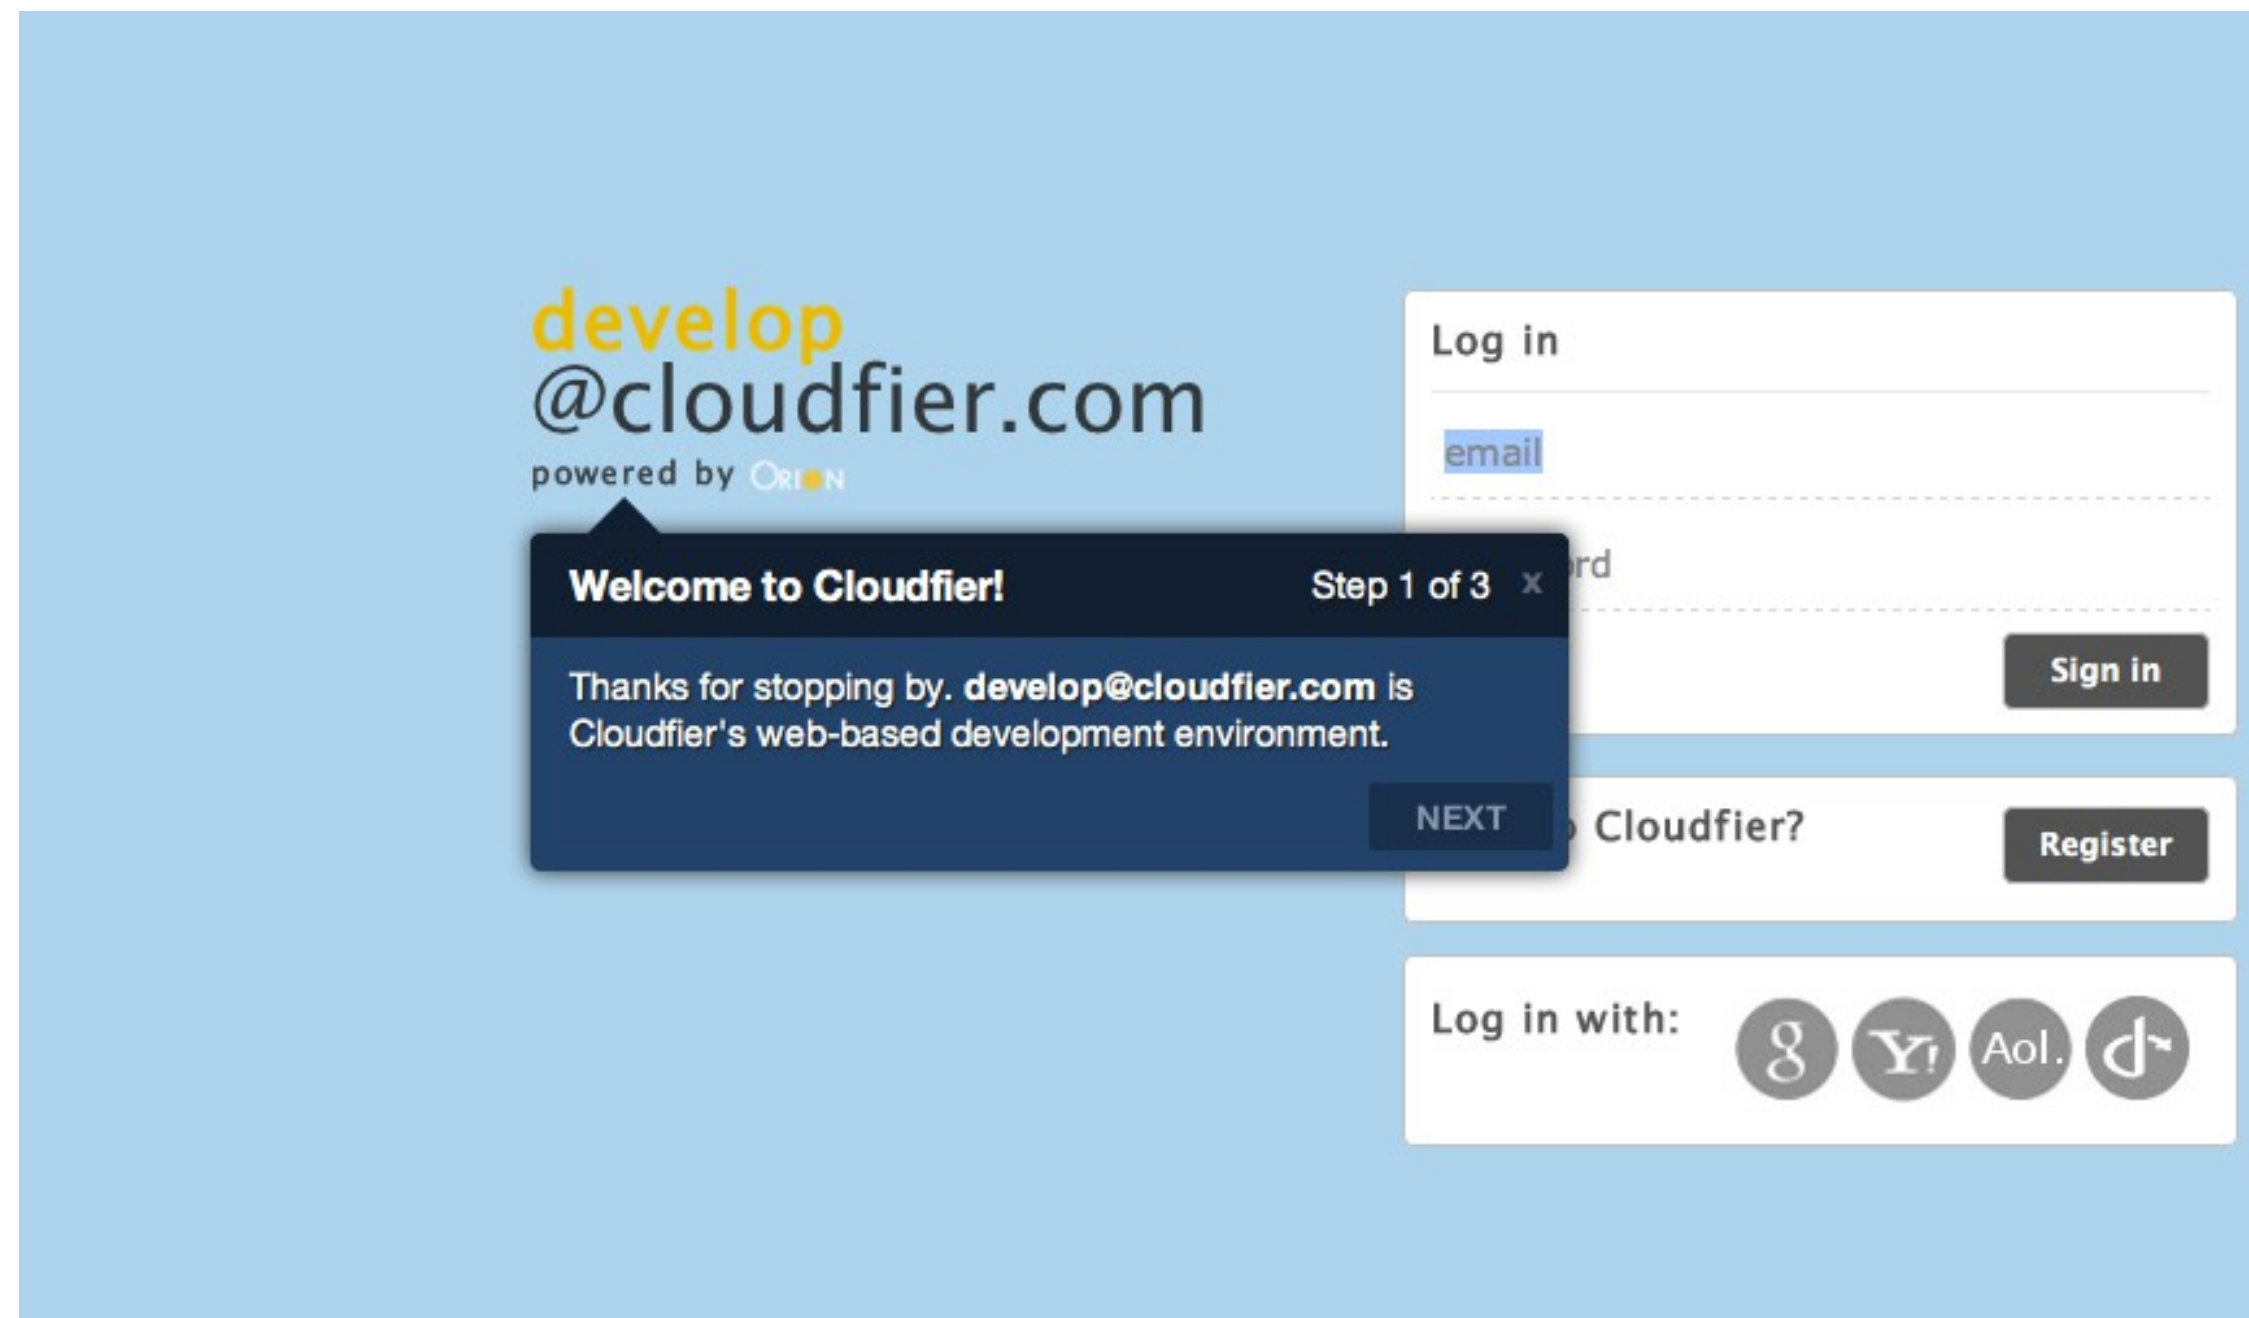 develop
@cloudfier.com
powered by ORION
Welcome to Cloudfier! Step 1 of 3 x
Thanks for stopping by. develop@cloudfier.com is
Cloudfier's web-based development environment.
NEXT
Log in
email
rd
Sign in
Cloudfier?
Register
Log in with:
g Y! Aol.